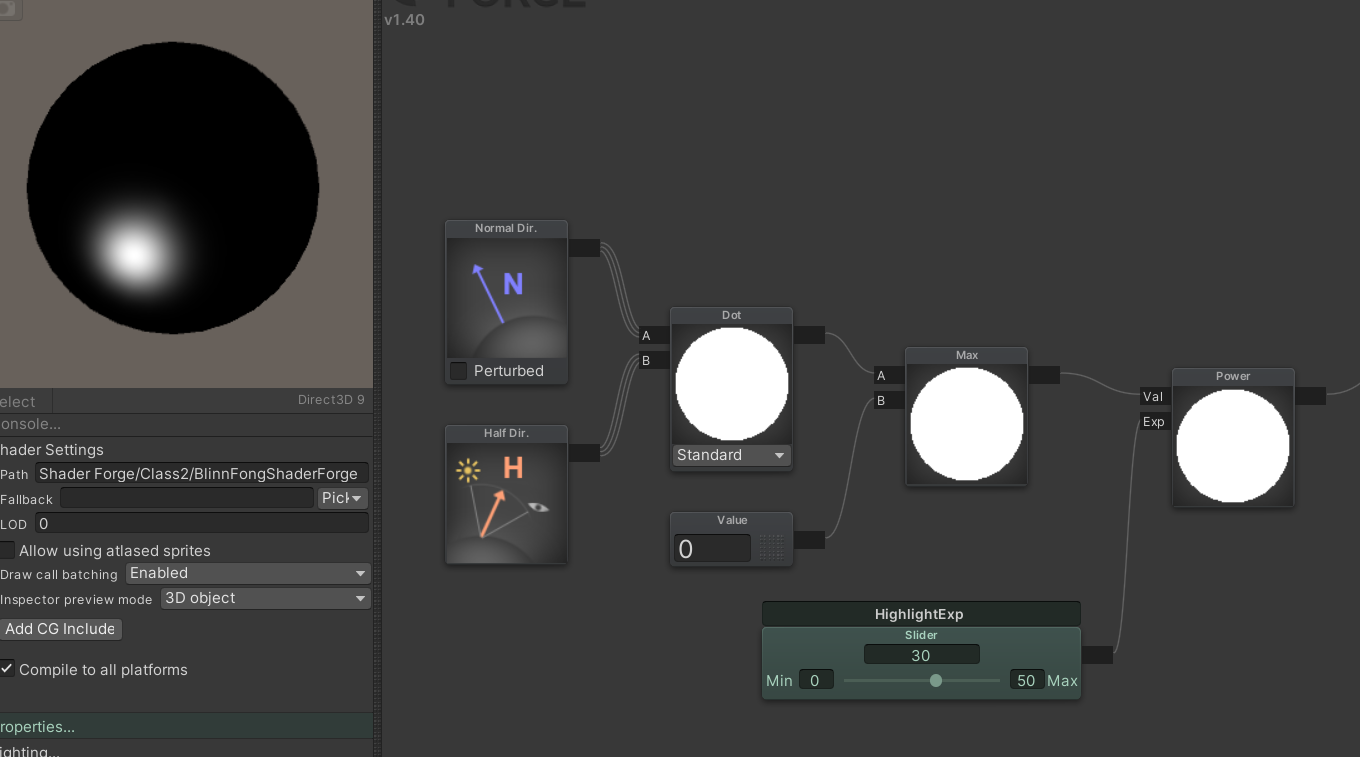 FORGE
v1.40
elect
Direct3D 9
onsole...
hader Settings
Path Shader Forge/Class2/BlinnFongShaderForge
Fallback Pick
LOD 0
Allow using atlased sprites
Draw call batching Enabled
Inspector preview mode 3D object
Add CG Include
Compile to all platforms
roperties...
ighting...
Normal Dir.
N
Perturbed
Half Dir.
H
Dot
A
B
Standard
Value
0
Max
A
B
Power
Val
Exp
HighlightExp
Slider
30
Min 0 50 Max